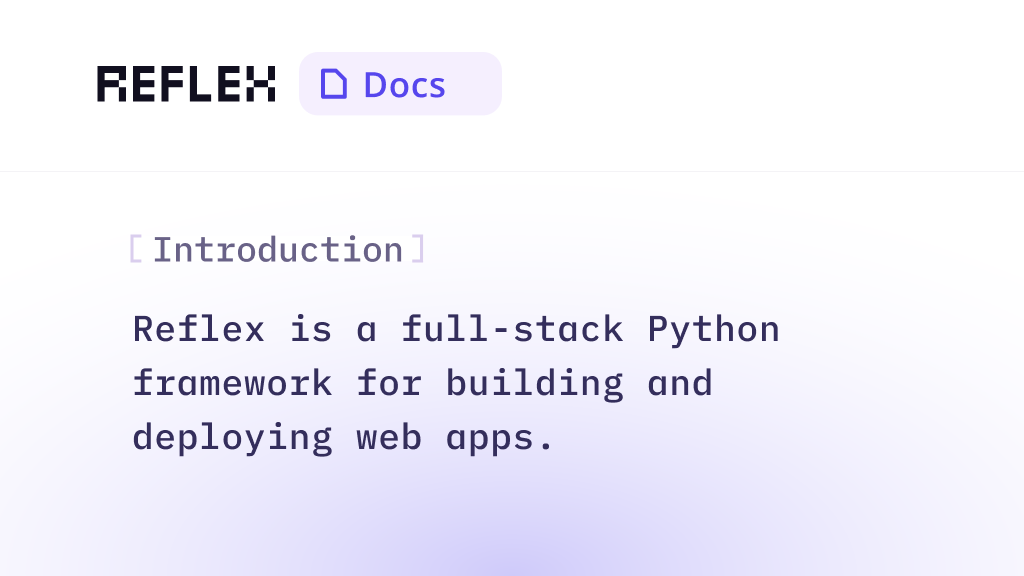 REFLEX Docs
[ Introduction ]
Reflex is a full-stack Python
framework for building and
deploying web apps.